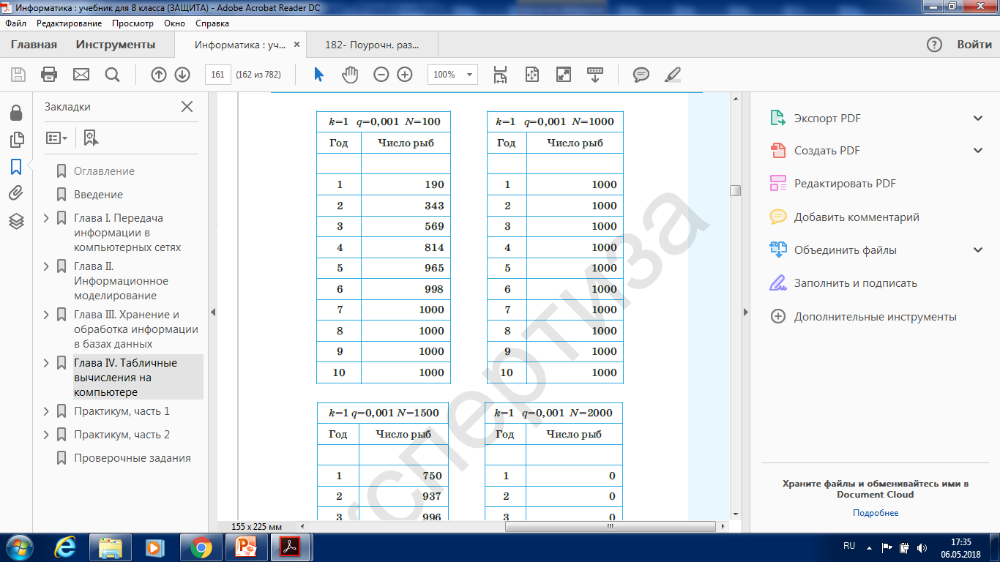 Информатика : учебник для 8 класса (ЗАЩИТА) - Adobe Acrobat Reader DC
Файл Редактирование Просмотр Окно Справка
Главная Инструменты Информатика : уч... × 182- Поурочн. раз... Войти
161 (162 из 782) 100%
Закладки
Оглавление
Введение
Глава I. Передача
информации в
компьютерных сетях
Глава II.
Информационное
моделирование
Глава III. Хранение и
обработка информации
в базах данных
Глава IV. Табличные
вычисления на
компьютере
Практикум, часть 1
Практикум, часть 2
Проверочные задания
k=1 q=0,001 N=100
Год Число рыб
1 190
2 343
3 569
4 814
5 965
6 998
7 1000
8 1000
9 1000
10 1000
k=1 q=0,001 N=1000
Год Число рыб
1 1000
2 1000
3 1000
4 1000
5 1000
6 1000
7 1000
8 1000
9 1000
10 1000
k=1 q=0,001 N=1500
Год Число рыб
1 750
2 937
3 996
k=1 q=0,001 N=2000
Год Число рыб
1 0
2 0
3 0
спертиза
155 x 225 мм
Экспорт PDF
Создать PDF
Редактировать PDF
Добавить комментарий
Объединить файлы
Заполнить и подписать
Дополнительные инструменты
Храните файлы и обменивайтесь ими в
Document Cloud
Подробнее
RU
17:35
06.05.2018